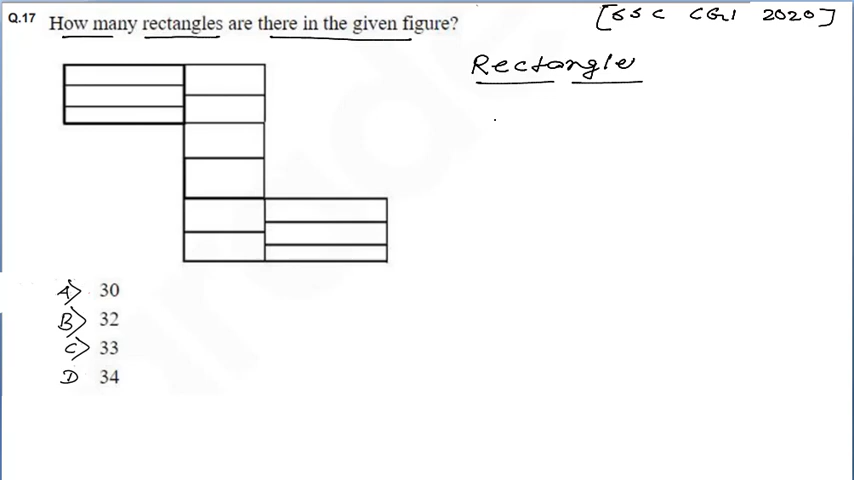 Q.17 How many rectangles are there in the given figure?
[SSC CGL 2020]
Rectangle
A) 30
B) 32
C) 33
D 34